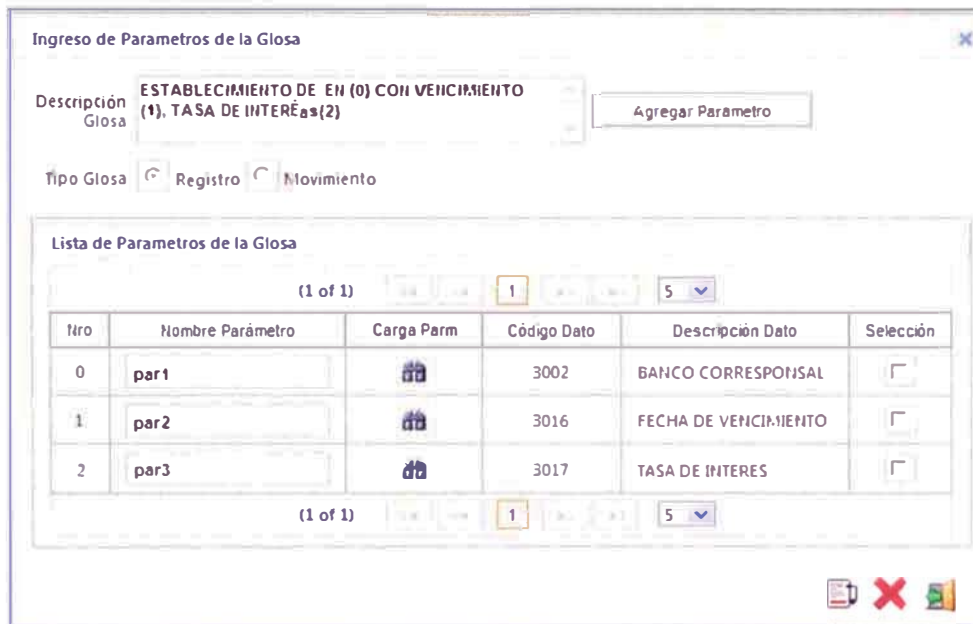 Ingreso de Parametros de la Glosa
Descripción Glosa
ESTABLECIMIENTO DE EN {0} CON VENCIMIENTO
{1}, TASA DE INTERÉas{2}
Agregar Parametro
Tipo Glosa Registro Movimiento
Lista de Parametros de la Glosa
(1 of 1) 1 5
Nro Nombre Parámetro Carga Parm Código Dato Descripción Dato Selección
0 par1 3002 BANCO CORRESPONSAL
1 par2 3016 FECHA DE VENCIMIENTO
2 par3 3017 TASA DE INTERES
(1 of 1) 1 5